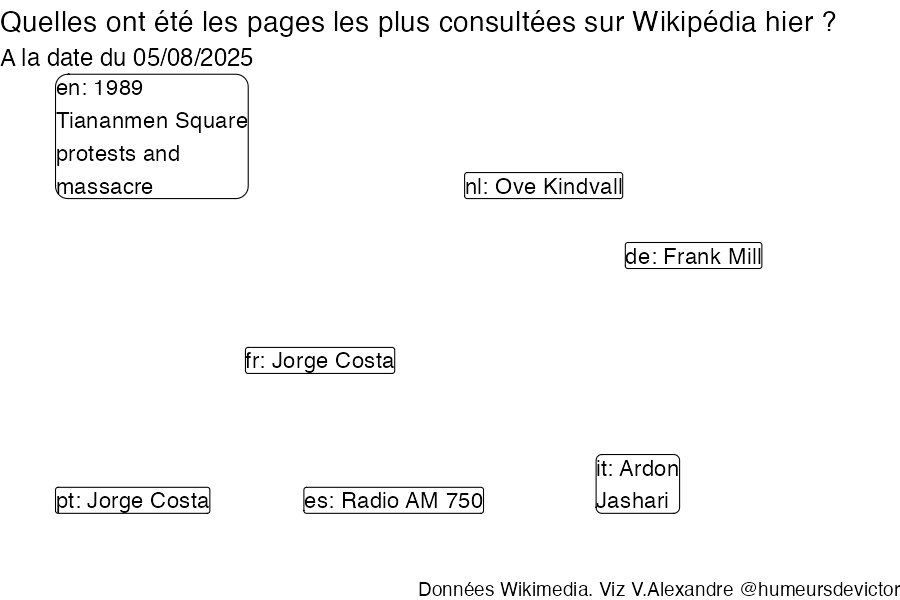 Quelles ont été les pages les plus consultées sur Wikipédia hier ?
A la date du 05/08/2025
en: 1989
Tiananmen Square
protests and
massacre
nl: Ove Kindvall
de: Frank Mill
fr: Jorge Costa
it: Ardon
Jashari
pt: Jorge Costa
es: Radio AM 750
Données Wikimedia. Viz V.Alexandre @humeursdevictor